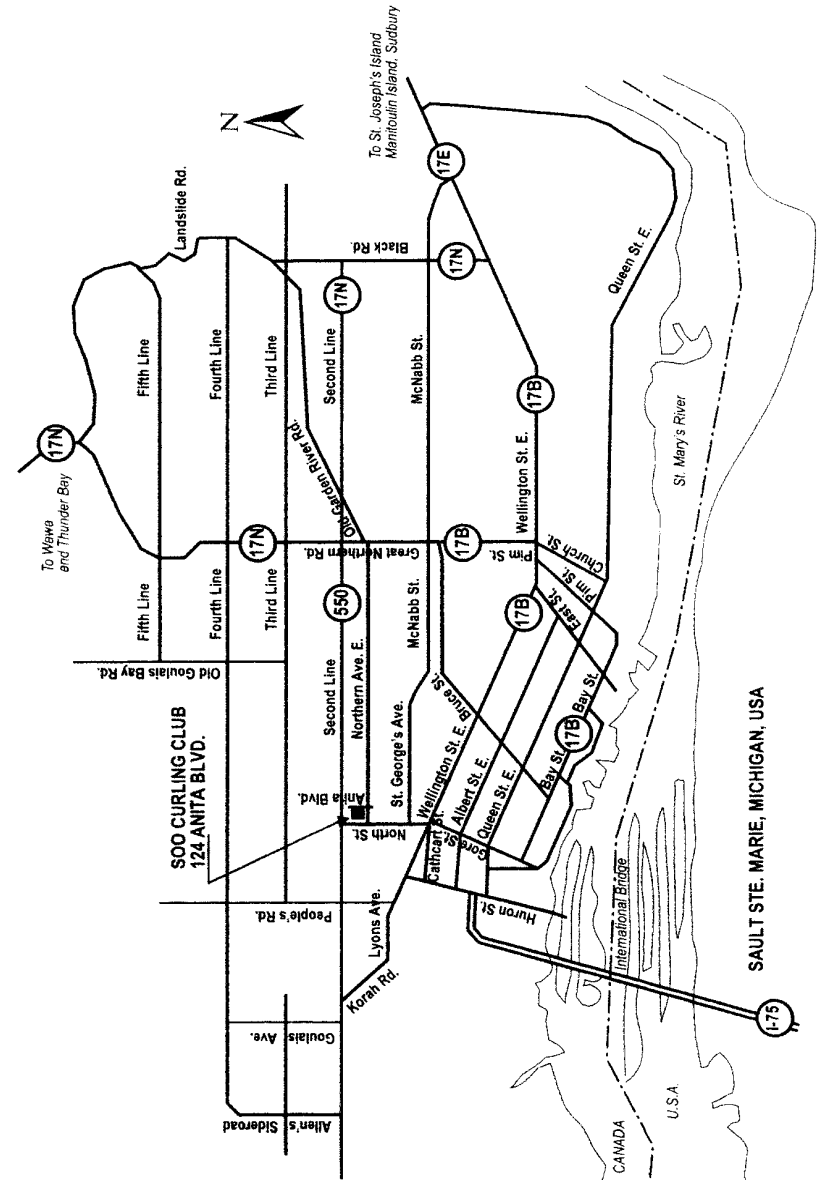 To Wawa
and Thunder Bay
17N
Landslide Rd.
N
SOO CURLING CLUB
124 ANITA BLVD.
Old Goulais Bay Rd.
Fifth Line
Fifth Line
Fourth Line
Fourth Line
17N
Allen's
Sideroad
Goulais Ave.
People's Rd.
Third Line
Third Line
Second Line
550
Second Line
17N
Old Garden River Rd.
Black Rd.
Anita Blvd.
Northern Ave. E.
Great Northern Rd.
To St. Joseph's Island
Manitoulin Island, Sudbury
Korah Rd.
Lyons Ave.
North St.
St. George's Ave.
McNabb St.
McNabb St.
17N
17E
Cathcart St.
Wellington St. E.
Bruce St.
17B
Pim St.
Huron St.
Gore St.
Albert St. E.
17B
Wellington St. E.
17B
Queen St. E.
East St.
Pim St.
Church St.
Bay St.
17B
Bay St.
Queen St. E.
International Bridge
St. Mary's River
CANADA
U.S.A.
I-75
SAULT STE. MARIE, MICHIGAN, USA